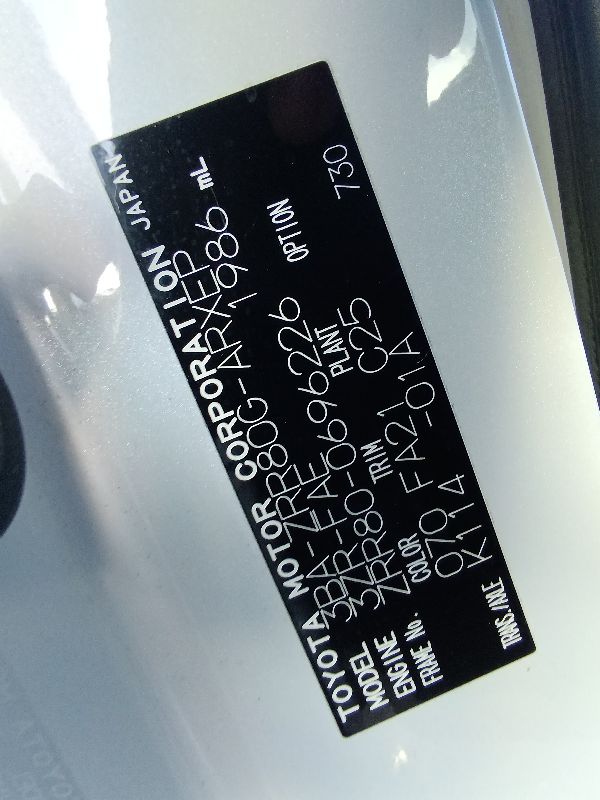 TOYOTA MOTOR CORPORATION JAPAN
MODEL 3BA-ZRR80G-ARXEP
ENGINE 3ZR-FAE 1986 mL
FRAME No. ZRR80-0696226
COLOR TRIM PLANT OPTION
070 FA21 C25 730
K114 -01A
TRANS./AXLE